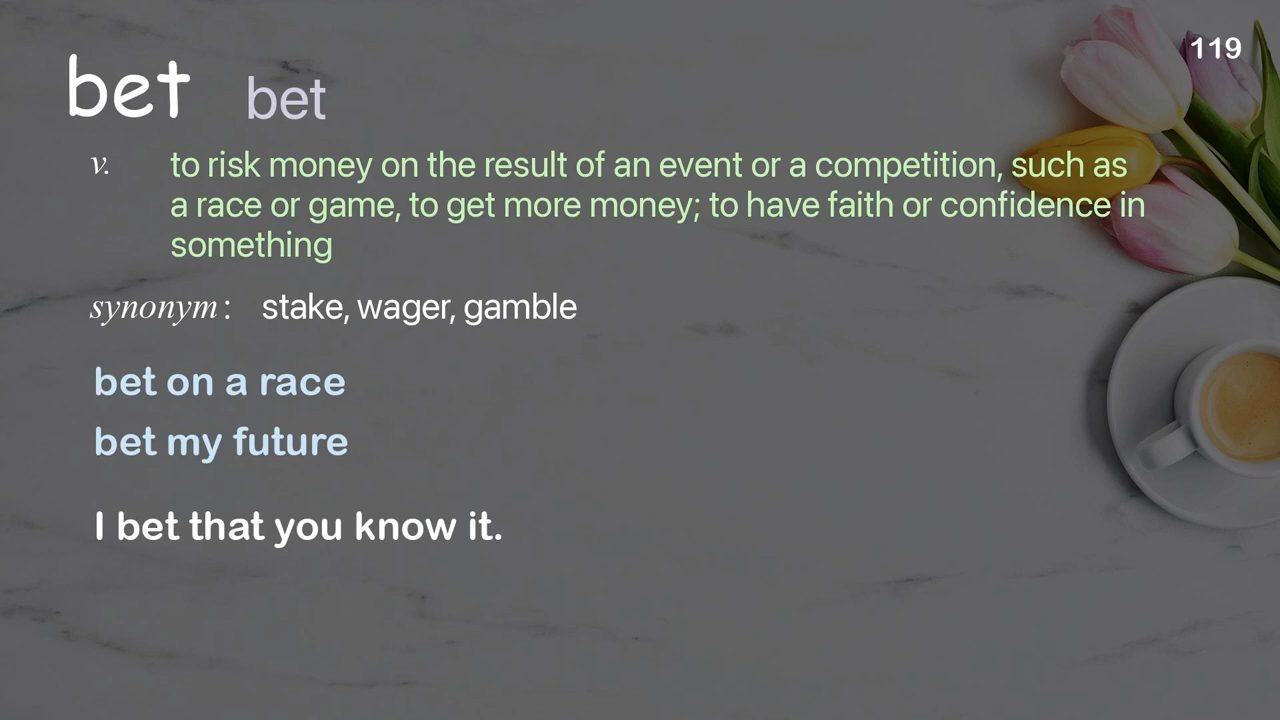 119
bet bet
v. to risk money on the result of an event or a competition, such as
a race or game, to get more money; to have faith or confidence in
something
synonym : stake, wager, gamble
bet on a race
bet my future
I bet that you know it.